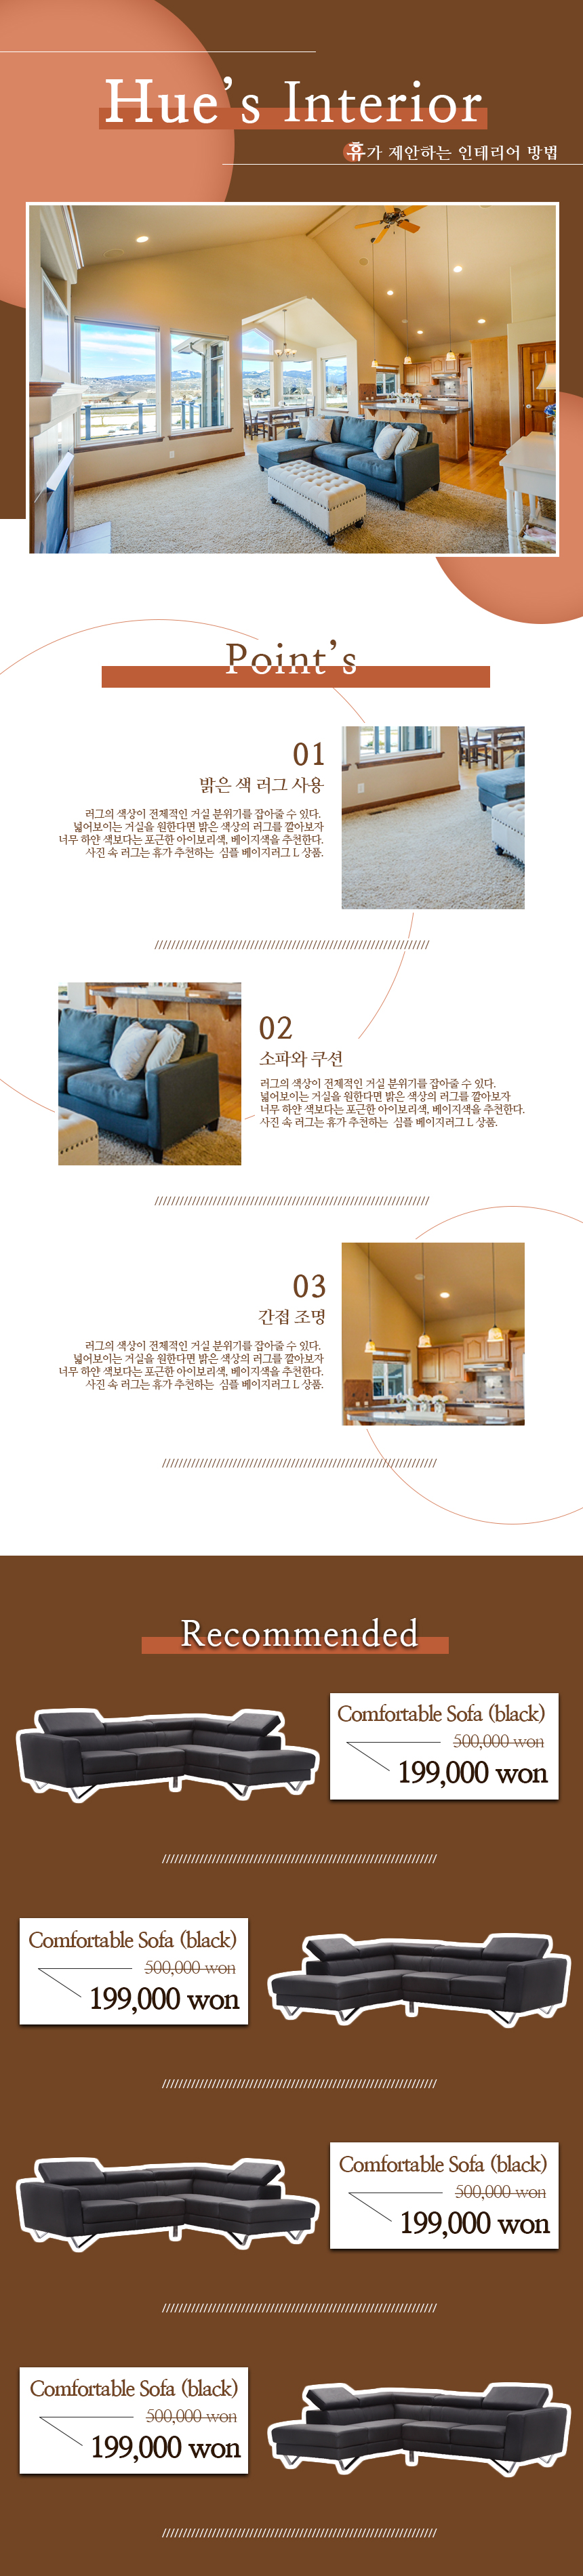 Hue's Interior
휴가 제안하는 인테리어 방법
Point's
01
밝은 색 러그 사용
러그의 색상이 전체적인 거실 분위기를 잡아줄 수 있다.
넓어보이는 거실을 원한다면 밝은 색상의 러그를 깔아보자
너무 하얀 색보다는 포근한 아이보리색, 베이지색을 추천한다.
사진 속 러그는 휴가 추천하는 심플 베이지러그 L 상품.
02
소파와 쿠션
러그의 색상이 전체적인 거실 분위기를 잡아줄 수 있다.
넓어보이는 거실을 원한다면 밝은 색상의 러그를 깔아보자
너무 하얀 색보다는 포근한 아이보리색, 베이지색을 추천한다.
사진 속 러그는 휴가 추천하는 심플 베이지러그 L 상품.
03
간접 조명
러그의 색상이 전체적인 거실 분위기를 잡아줄 수 있다.
넓어보이는 거실을 원한다면 밝은 색상의 러그를 깔아보자
너무 하얀 색보다는 포근한 아이보리색, 베이지색을 추천한다.
사진 속 러그는 휴가 추천하는 심플 베이지러그 L 상품.
Recommended
Comfortable Sofa (black)
500,000 won
199,000 won
Comfortable Sofa (black)
500,000 won
199,000 won
Comfortable Sofa (black)
500,000 won
199,000 won
Comfortable Sofa (black)
500,000 won
199,000 won